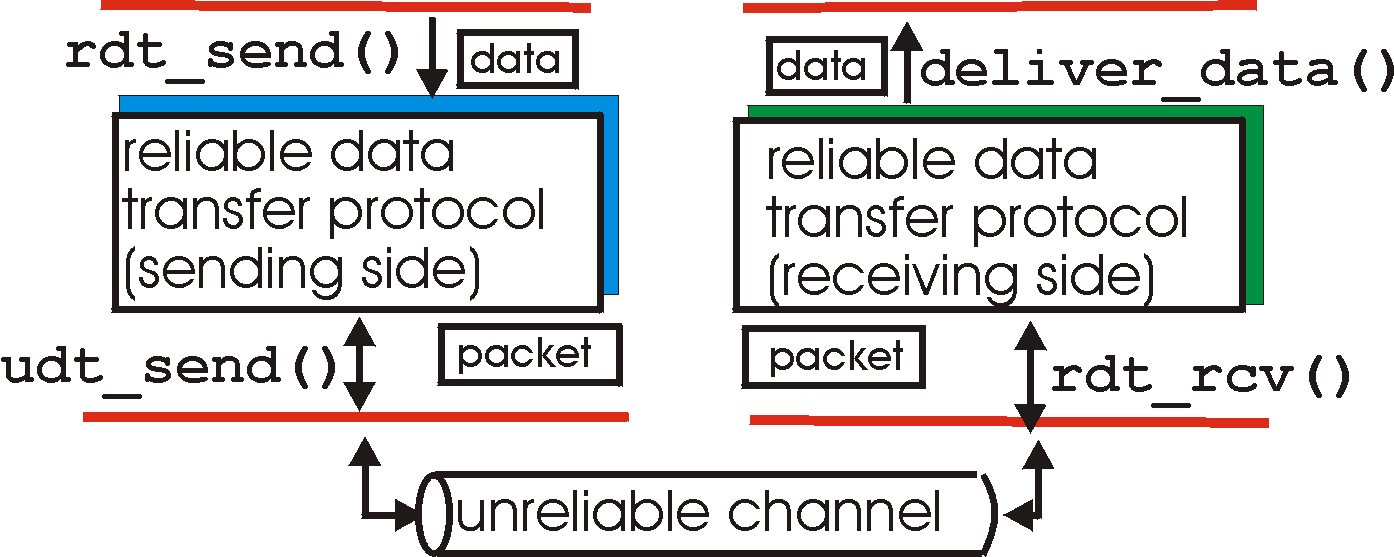 rdt_send()
data
data
deliver_data()
reliable data
transfer protocol
(sending side)
reliable data
transfer protocol
(receiving side)
udt_send()
packet
packet
rdt_rcv()
unreliable channel